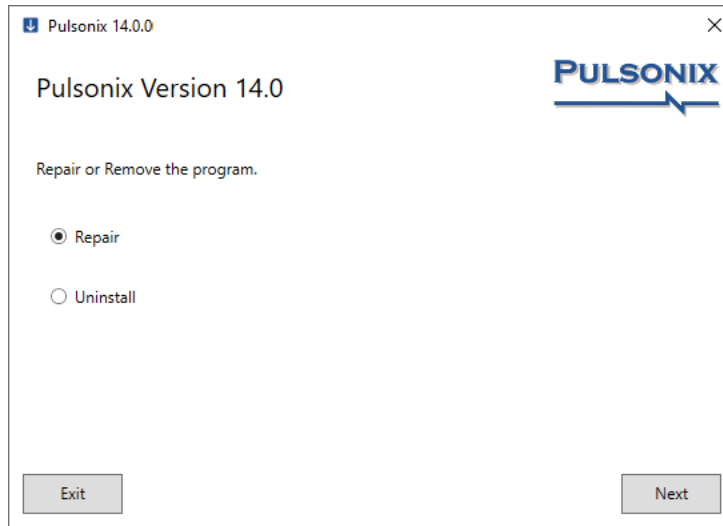 Pulsonix 14.0.0
Pulsonix Version 14.0
PULSONIX
Repair or Remove the program.
Repair
Uninstall
Exit
Next